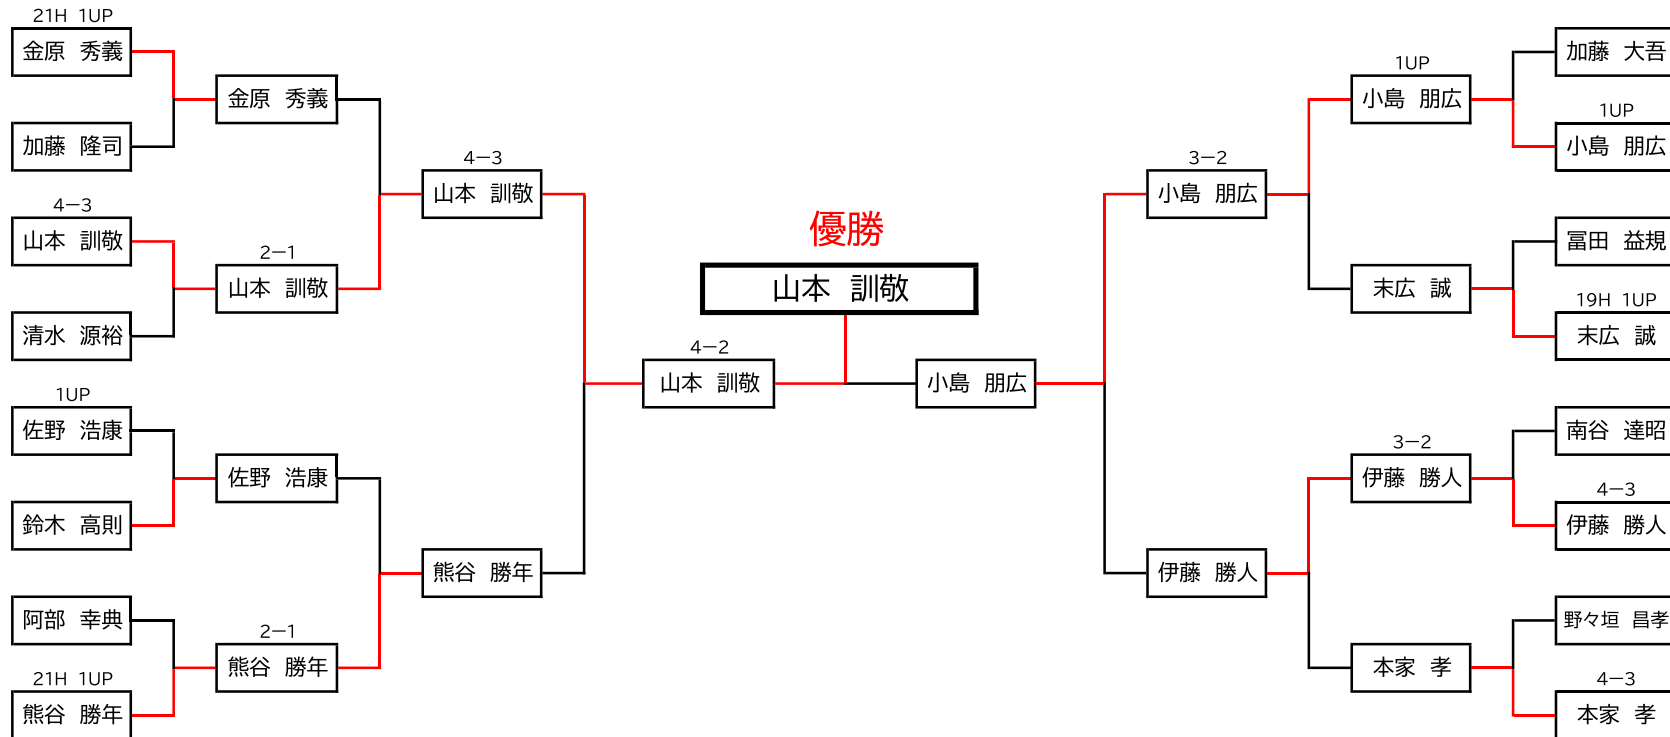 21H 1UP
金原 秀義
加藤 隆司
4−3
山本 訓敬
清水 源裕
1UP
佐野 浩康
鈴木 高則
阿部 幸典
21H 1UP
熊谷 勝年
金原 秀義
2−1
山本 訓敬
佐野 浩康
2−1
熊谷 勝年
4−3
山本 訓敬
熊谷 勝年
4−2
山本 訓敬
優勝
山本 訓敬
小島 朋広
3−2
小島 朋広
伊藤 勝人
1UP
小島 朋広
末広 誠
3−2
伊藤 勝人
本家 孝
加藤 大吾
1UP
小島 朋広
冨田 益規
19H 1UP
末広 誠
南谷 達昭
4−3
伊藤 勝人
野々垣 昌孝
4−3
本家 孝